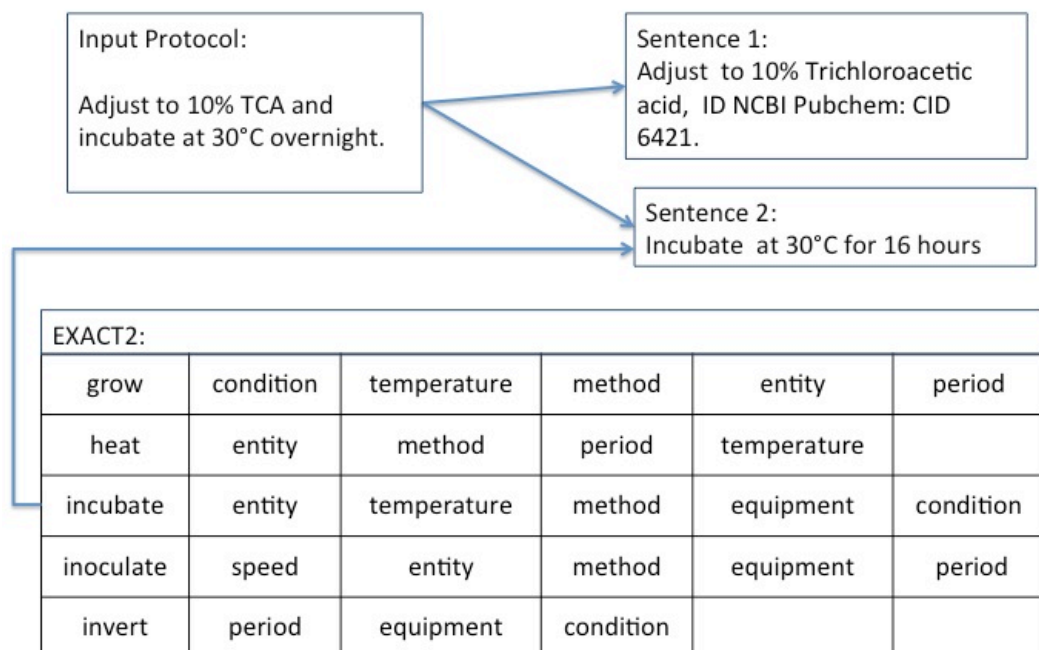 Input Protocol:
Adjust to 10% TCA and
incubate at 30°C overnight.
Sentence 1:
Adjust to 10% Trichloroacetic
acid, ID NCBI Pubchem: CID
6421.
Sentence 2:
Incubate at 30°C for 16 hours
EXACT2:
grow condition temperature method entity period
heat entity method period temperature
incubate entity temperature method equipment condition
inoculate speed entity method equipment period
invert period equipment condition